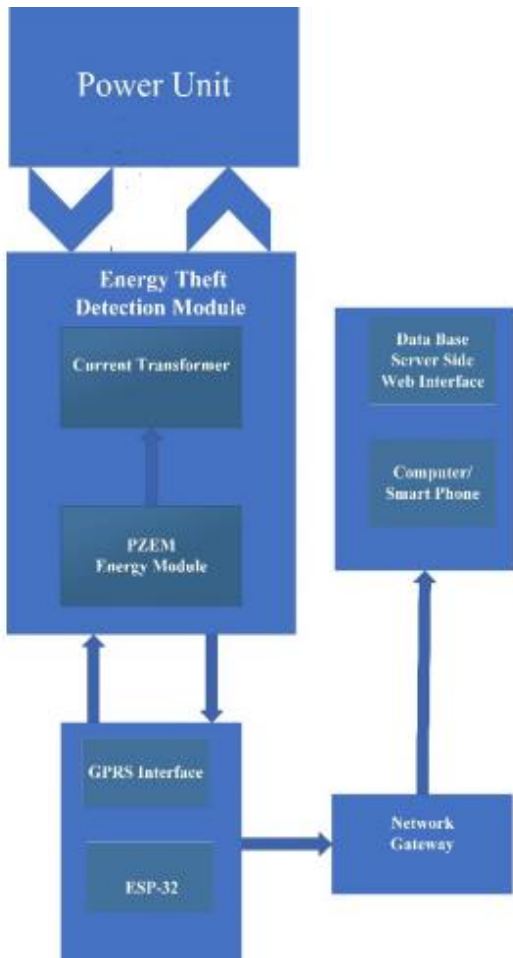 Power Unit
Energy Theft
Detection Module
Current Transformer
PZEM
Energy Module
Data Base
Server Side
Web Interface
Computer/
Smart Phone
GPRS Interface
ESP-32
Network
Gateway